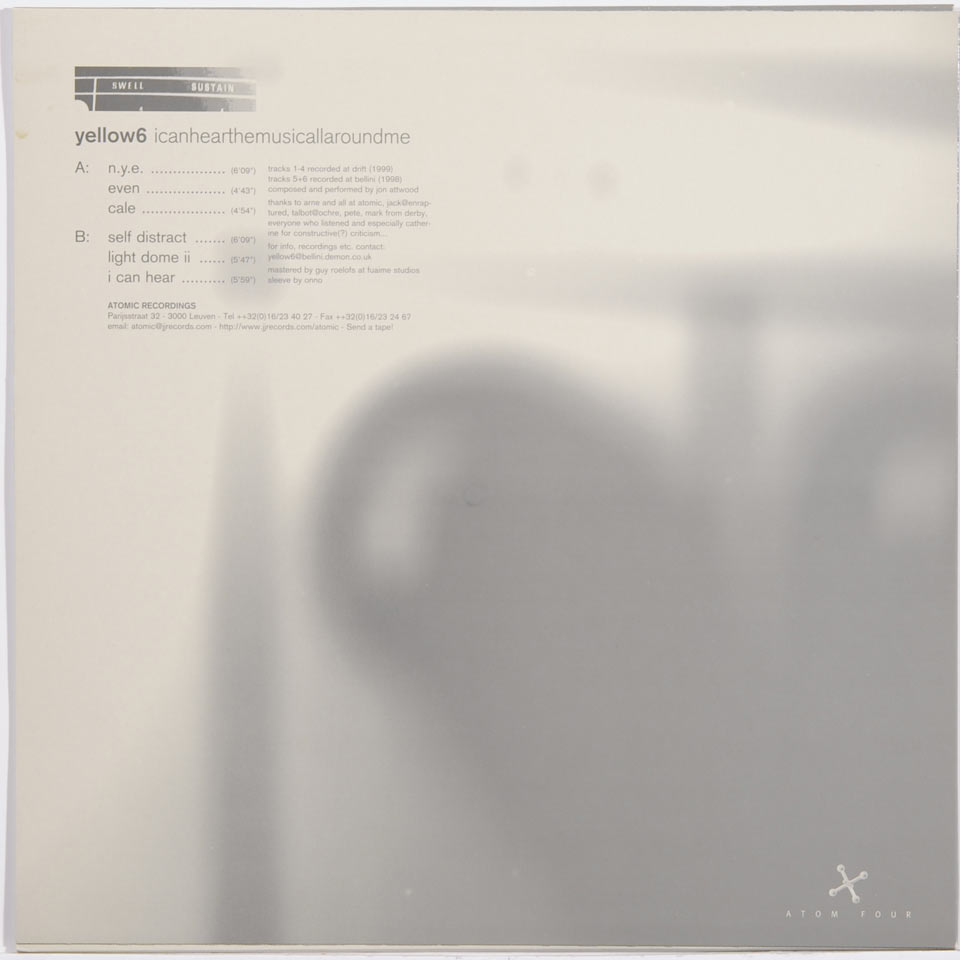 SWELL SUSTAIN
yellow6 icanhearthemusicallaroundme
A: n.y.e. ................. (6'09")
even .................. (4'43")
cale ................... (4'54")
B: self distract ....... (6'09")
light dome ii ...... (5'47")
i can hear .......... (5'59")
tracks 1-4 recorded at drift (1999)
tracks 5+6 recorded at bellini (1998)
composed and performed by jon attwood
thanks to arne and all at atomic, jack@enrap-
tured, talbot@ochre, pete, mark from derby,
everyone who listened and especially cather-
ine for constructive(?) criticism...
for info, recordings etc. contact:
yellow6@bellini.demon.co.uk
mastered by guy roelofs at fuaime studios
sleeve by onno
ATOMIC RECORDINGS
Parijsstraat 32 - 3000 Leuven - Tel ++32(0)16/23 40 27 - Fax ++32(0)16/23 24 67
email: atomic@jjrecords.com - http://www.jjrecords.com/atomic - Send a tape!
ATOM FOUR